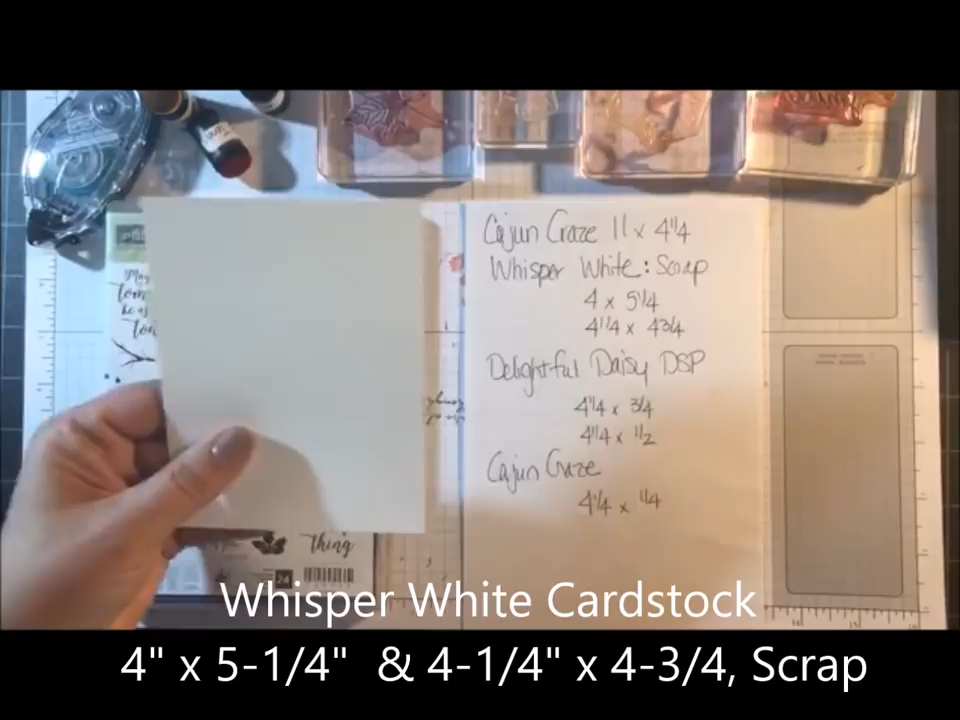 Cajun Craze 11 x 4 1/4
Whisper White: Scrap
4 x 5 1/4
4 1/4 x 4 3/4
Delightful Daisy DSP
4 1/4 x 3/4
4 1/4 x 1/2
Cajun Craze
4 1/4 x 1/4
thing
24
Whisper White Cardstock
4" x 5-1/4" & 4-1/4" x 4-3/4, Scrap